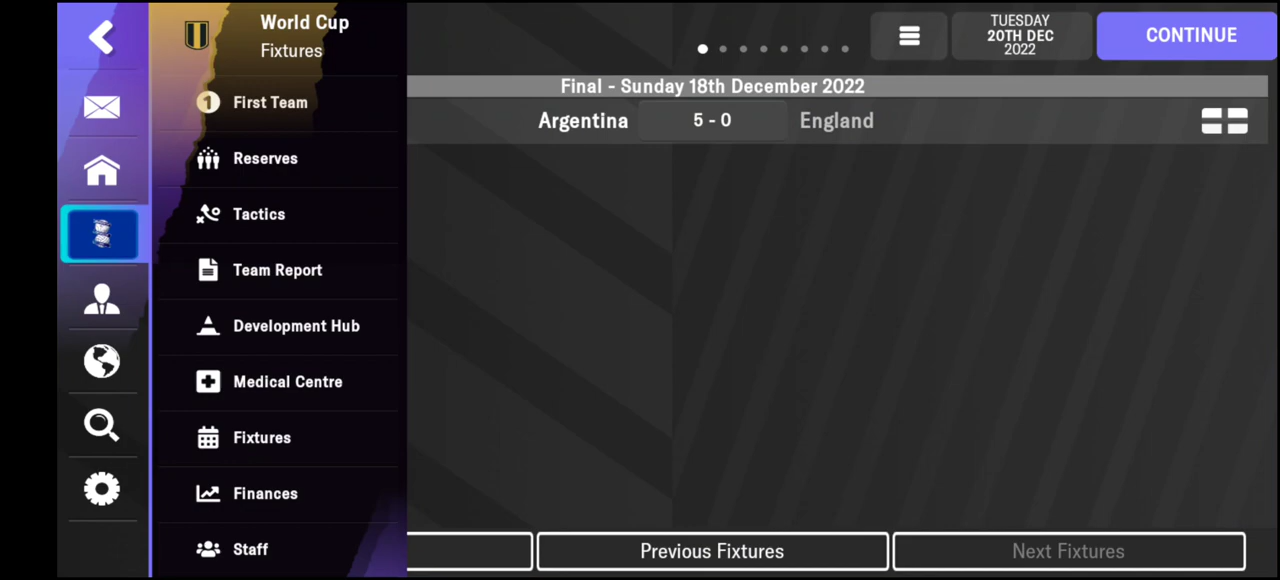 World Cup
Fixtures
TUESDAY
20TH DEC
2022
CONTINUE
Final - Sunday 18th December 2022
Argentina 5 - 0 England
1 First Team
Reserves
Tactics
Team Report
Development Hub
Medical Centre
Fixtures
Finances
Staff
Previous Fixtures
Next Fixtures